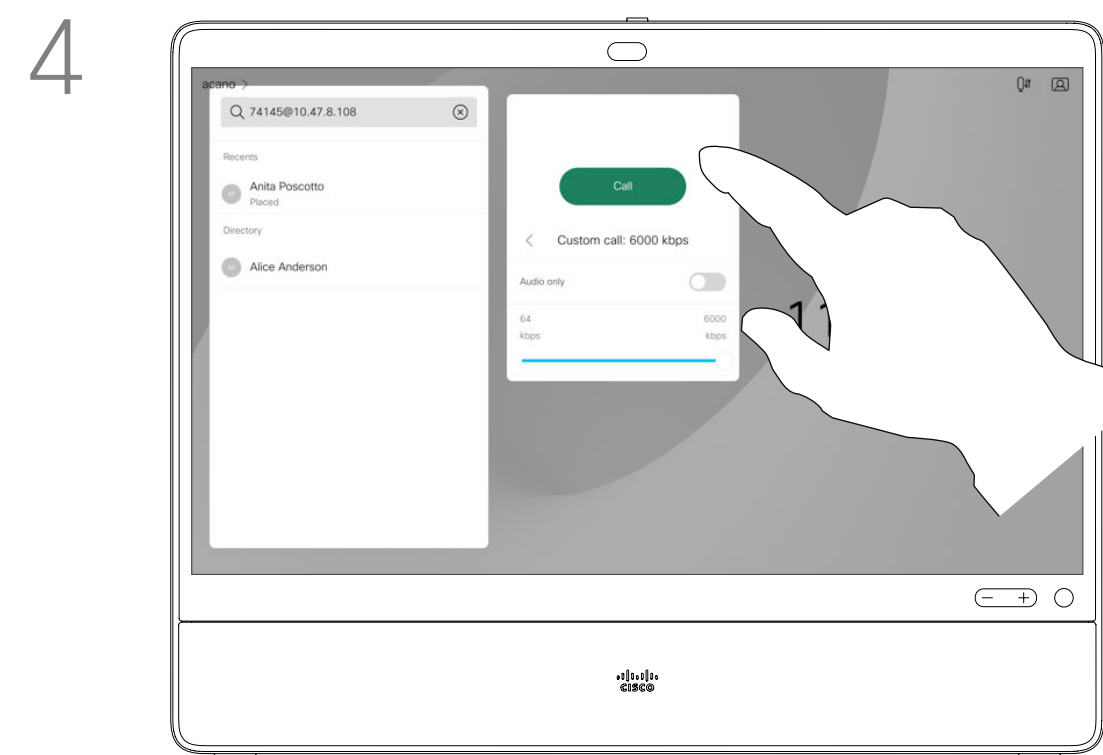 4
acano >
74145@10.47.8.108
Recents
Anita Poscotto
Placed
Directory
Alice Anderson
Call
Custom call: 6000 kbps
Audio only
64 6000
kbps kbps
CISCO